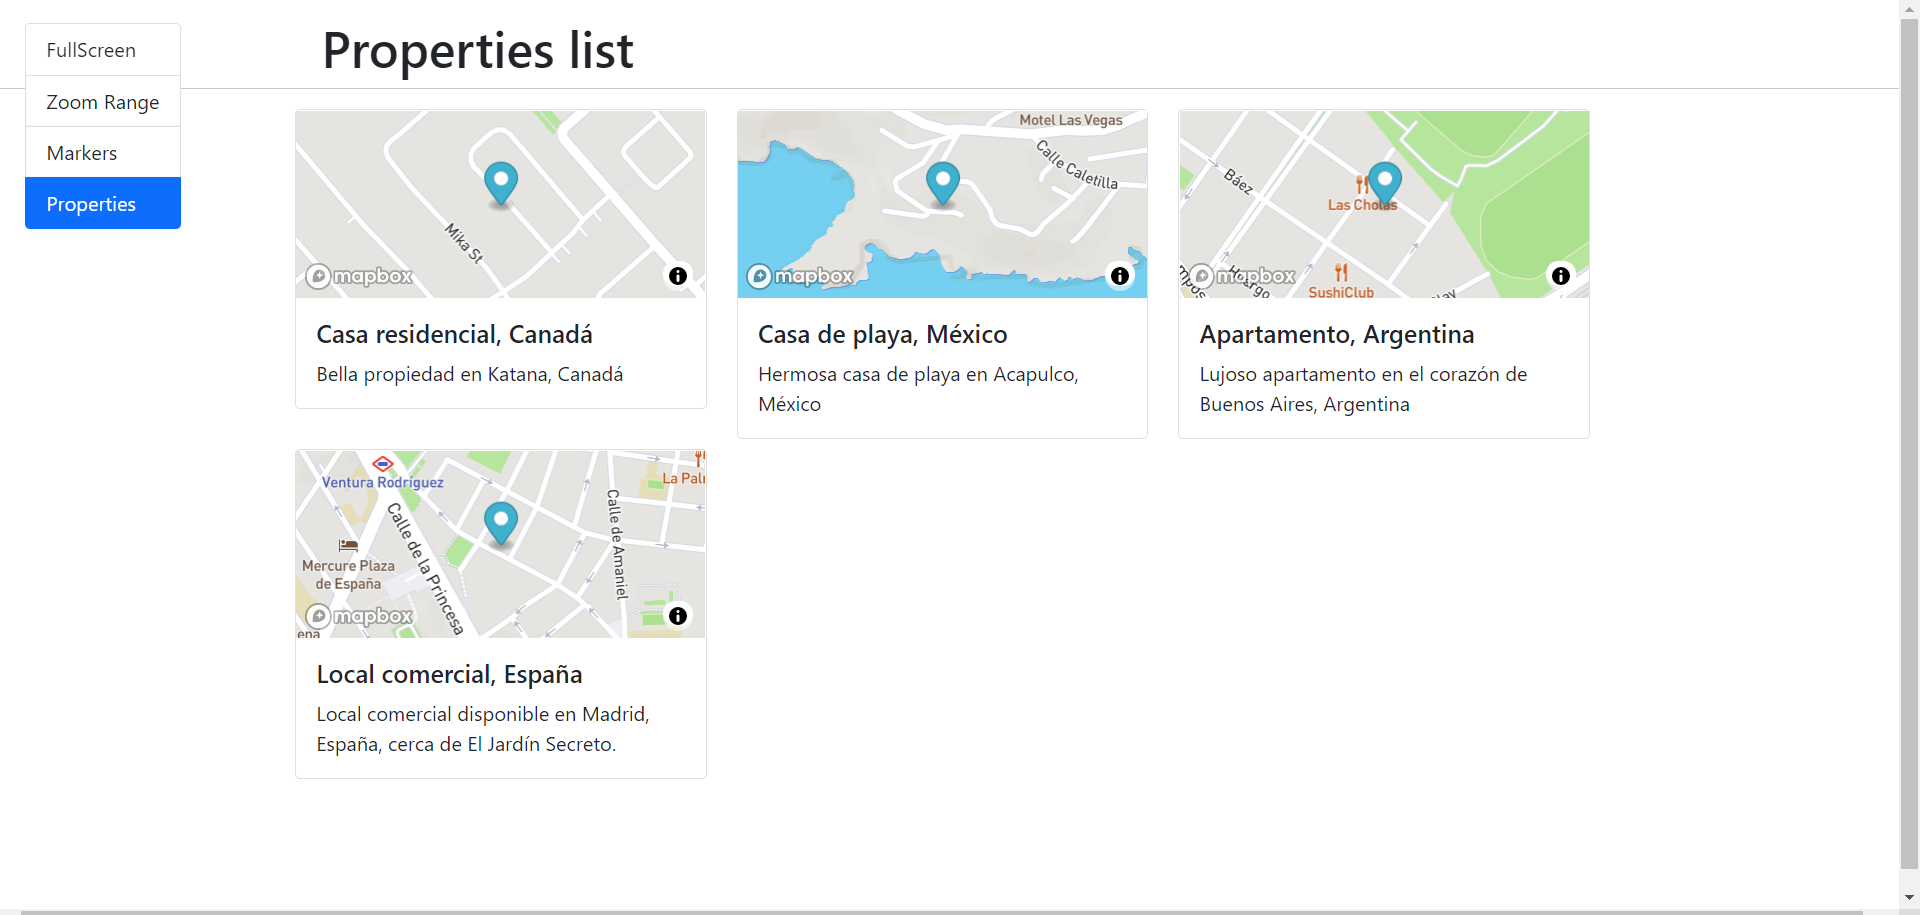 FullScreen
Zoom Range
Markers
Properties
Properties list
Mika St
mapbox
Casa residencial, Canadá
Bella propiedad en Katana, Canadá
Motel Las Vegas
Calle Caletilla
mapbox
Casa de playa, México
Hermosa casa de playa en Acapulco,
México
Báez
Las Cholas
mapbox
SushiClub
Apartamento, Argentina
Lujoso apartamento en el corazón de
Buenos Aires, Argentina
Ventura Rodríguez
Calle de la Princesa
Calle de Amaniel
Mercure Plaza
de España
mapbox
Local comercial, España
Local comercial disponible en Madrid,
España, cerca de El Jardín Secreto.